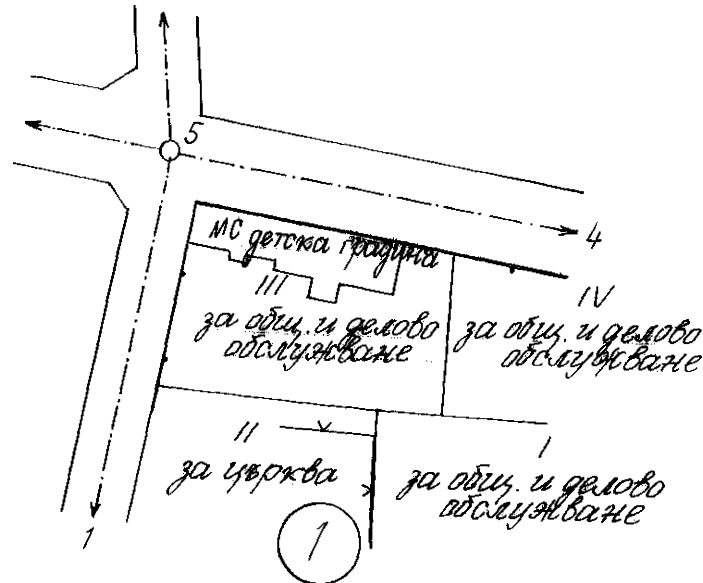 5
4
МС детска градина
III
за общ. и делово
обслужване
IV
за общ. и делово
обслужване
II
за църква
I
за общ. и делово
обслужване
1
1